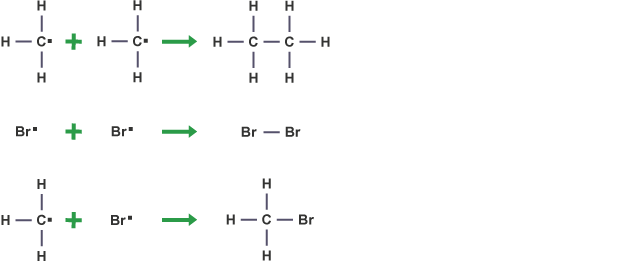 H H H H
H C· + H C· → H C C H
H H H H
Br· + Br· → Br Br
H H
H C· + Br· → H C Br
H H